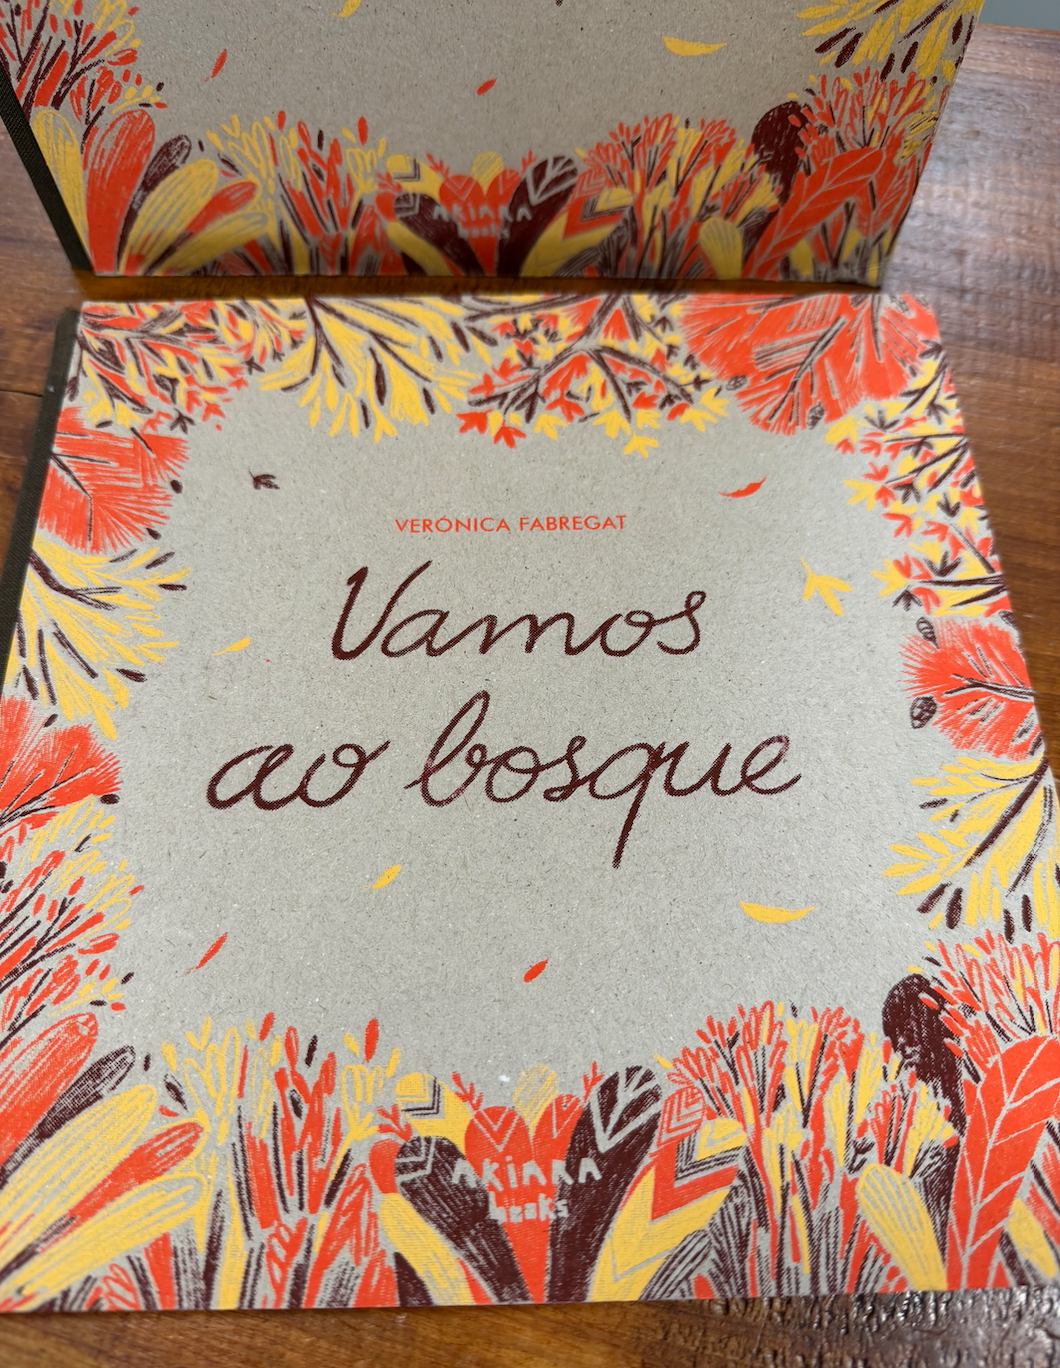 AKIARA
books
VERÓNICA FABREGAT
Vamos
ao bosque
AKIARA
books